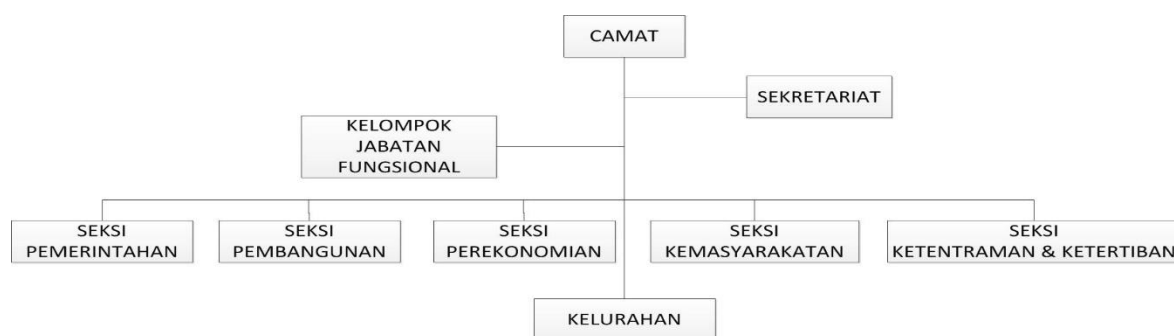 CAMAT
SEKRETARIAT
KELOMPOK
JABATAN
FUNGSIONAL
SEKSI
PEMERINTAHAN
SEKSI
PEMBANGUNAN
SEKSI
PEREKONOMIAN
SEKSI
KEMASYARAKATAN
SEKSI
KETENTRAMAN & KETERTIBAN
KELURAHAN